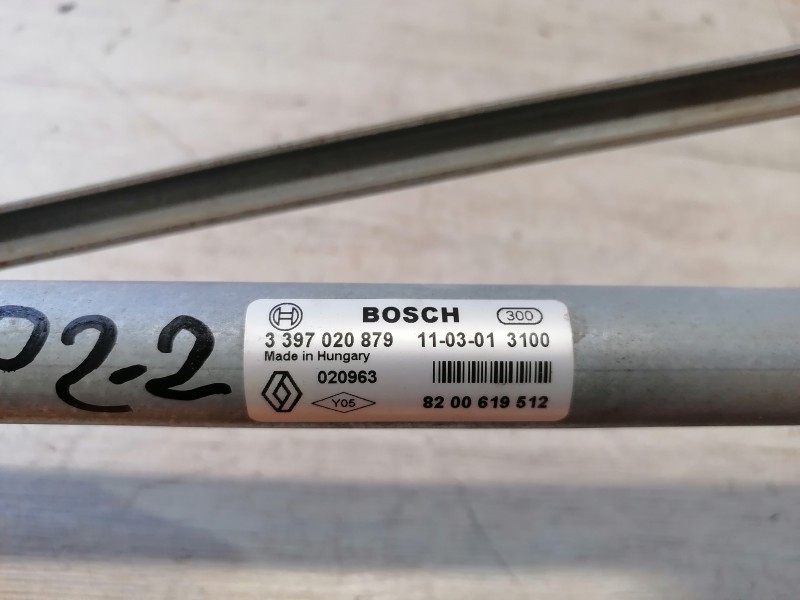 BOSCH 300
3 397 020 879 11-03-01 3100
Made in Hungary
020963
Y05 82 00 619 512
02-2